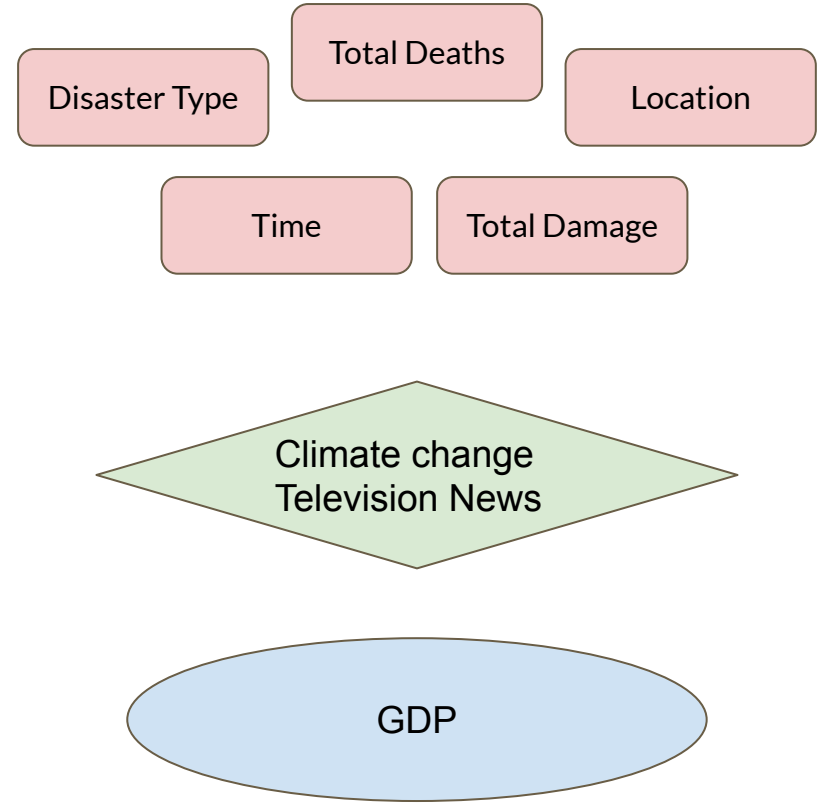 Total Deaths
Disaster Type
Location
Time
Total Damage
Climate change
Television News
GDP